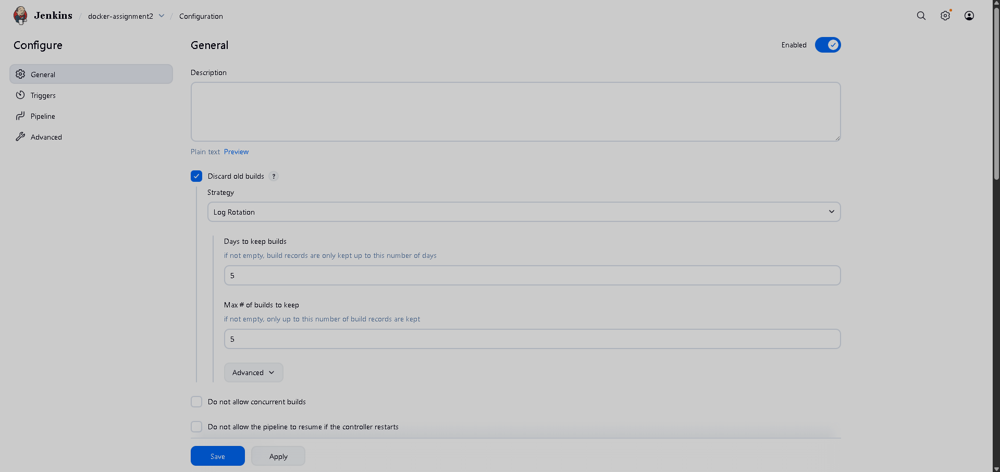 Jenkins / docker-assignment2 / Configuration
Configure
General
Triggers
Pipeline
Advanced
General
Enabled
Description
Plain text Preview
Discard old builds ?
Strategy
Log Rotation
Days to keep builds
if not empty, build records are only kept up to this number of days
5
Max # of builds to keep
if not empty, only up to this number of build records are kept
5
Advanced
Do not allow concurrent builds
Do not allow the pipeline to resume if the controller restarts
Save
Apply